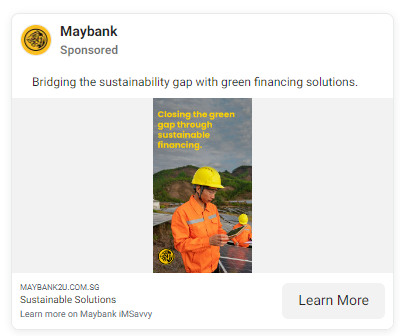 Maybank
Sponsored
Bridging the sustainability gap with green financing solutions.
Closing the green
gap through
sustainable
financing.
MAYBANK2U.COM.SG
Sustainable Solutions
Learn more on Maybank iMSavvy
Learn More